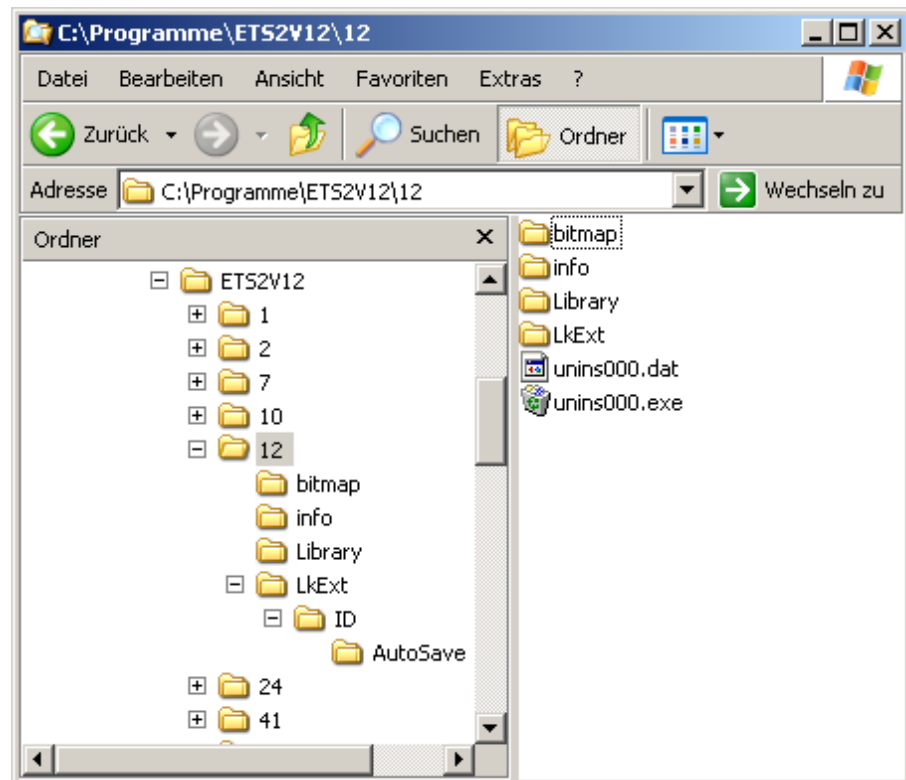 C:\Programme\ETS2V12\12
Datei Bearbeiten Ansicht Favoriten Extras ?
Zurück Suchen Ordner
Adresse C:\Programme\ETS2V12\12 Wechseln zu
Ordner
ETS2V12
1
2
7
10
12
bitmap
info
Library
LkExt
ID
AutoSave
24
41
bitmap
info
Library
LkExt
unins000.dat
unins000.exe